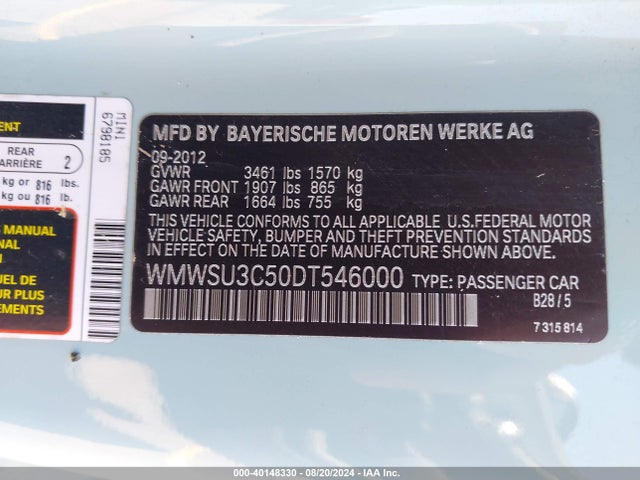 MFD BY BAYERISCHE MOTOREN WERKE AG
09-2012
GVWR 3461 lbs 1570 kg
GAWR FRONT 1907 lbs 865 kg
GAWR REAR 1664 lbs 755 kg
THIS VEHICLE CONFORMS TO ALL APPLICABLE U.S.FEDERAL MOTOR
VEHICLE SAFETY, BUMPER AND THEFT PREVENTION STANDARDS
IN EFFECT ON THE DATE OF MANUFACTURE SHOWN ABOVE.
WMWSU3C50DT546000 TYPE: PASSENGER CAR
B28/5
7 315 814
MINI
6798185
REAR
ARRIÈRE 2
kg or 816 lbs.
kg ou 816 lb.
S MANUAL
ONAL
N
EL DE
UR PLUS
EMENTS
000-40148330 - 08/20/2024 - IAA Inc.